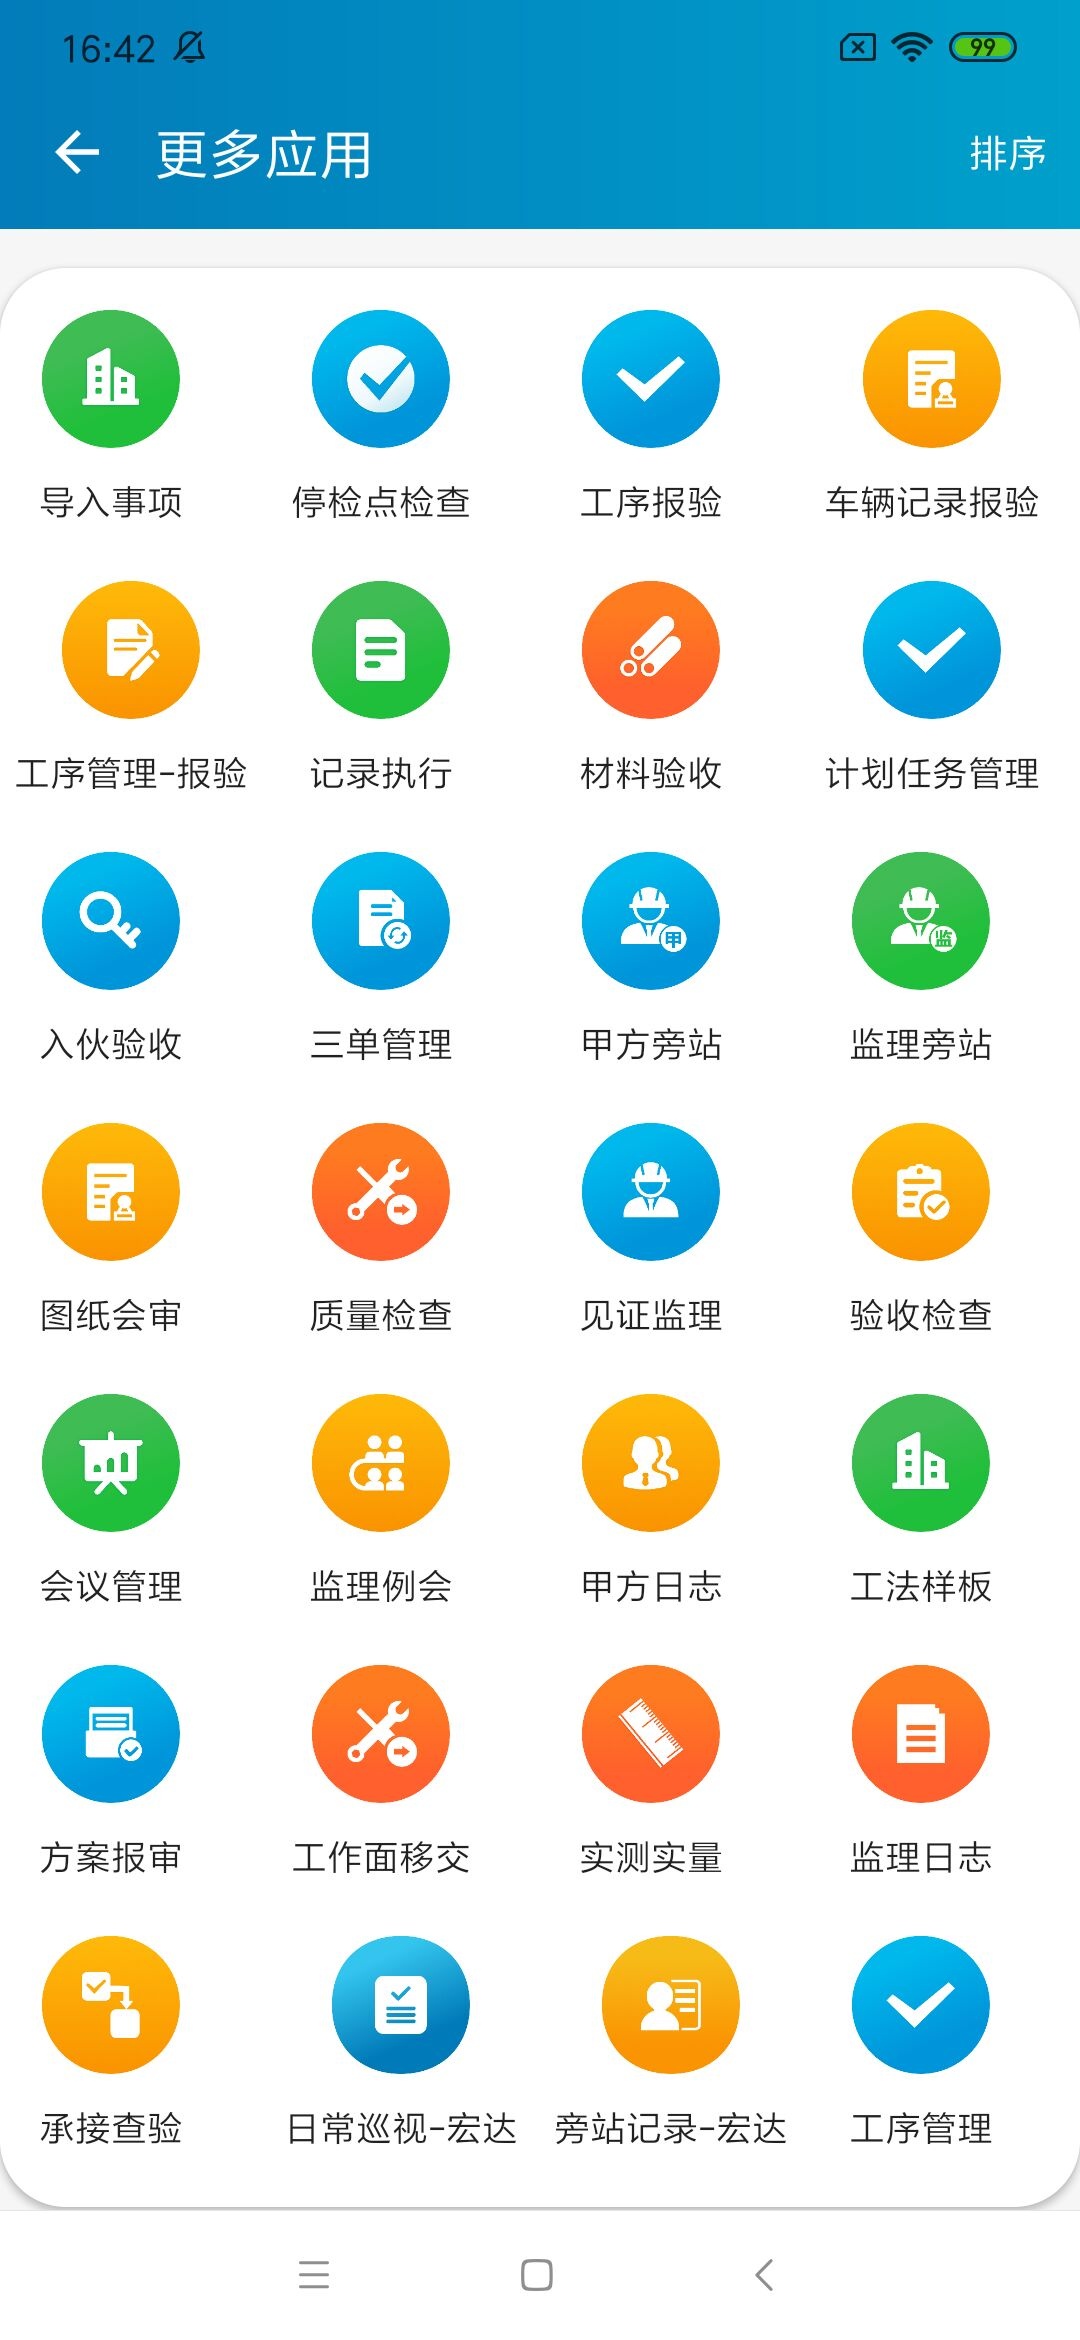 16:42
99
更多应用
排序
导入事项 停检点检查 工序报验 车辆记录报验
工序管理-报验 记录执行 材料验收 计划任务管理
甲 监
入伙验收 三单管理 甲方旁站 监理旁站
图纸会审 质量检查 见证监理 验收检查
会议管理 监理例会 甲方日志 工法样板
方案报审 工作面移交 实测实量 监理日志
承接查验 日常巡视-宏达 旁站记录-宏达 工序管理